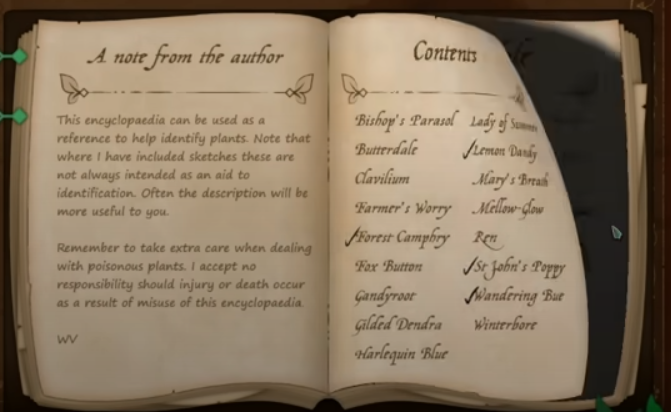 A note from the author
This encyclopaedia can be used as a
reference to help identify plants. Note that
where I have included sketches these are
not always intended as an aid to
identification. Often the description will be
more useful to you.
Remember to take extra care when dealing
with poisonous plants. I accept no
responsibility should injury or death occur
as a result of misuse of this encyclopaedia.
WV
Contents
Bishop's Parasol
Butterdale
Clavilium
Farmer's Worry
Forest Camphry
Fox Button
Gandyroot
Gilded Dendra
Harlequin Blue
Lady of
Lemon Dandy
Mary's Breath
Mellow-Glow
Ren
St John's Poppy
Wandering Bue
Winterbore